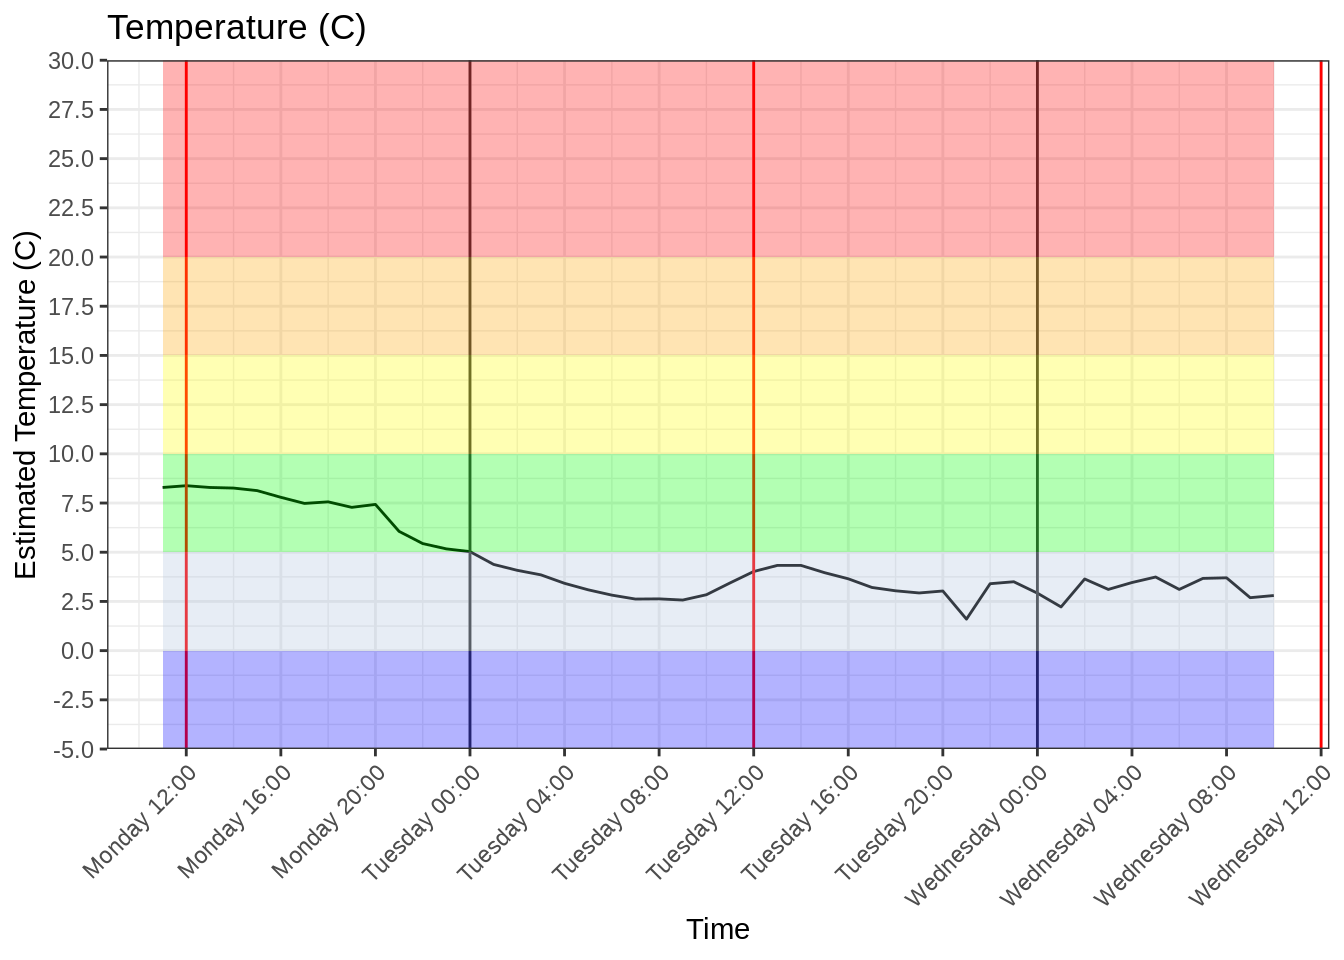 Temperature (C)
Estimated Temperature (C)
30.0
27.5
25.0
22.5
20.0
17.5
15.0
12.5
10.0
7.5
5.0
2.5
0.0
-2.5
-5.0
Monday 12:00
Monday 16:00
Monday 20:00
Tuesday 00:00
Tuesday 04:00
Tuesday 08:00
Tuesday 12:00
Tuesday 16:00
Tuesday 20:00
Wednesday 00:00
Wednesday 04:00
Wednesday 08:00
Wednesday 12:00
Time